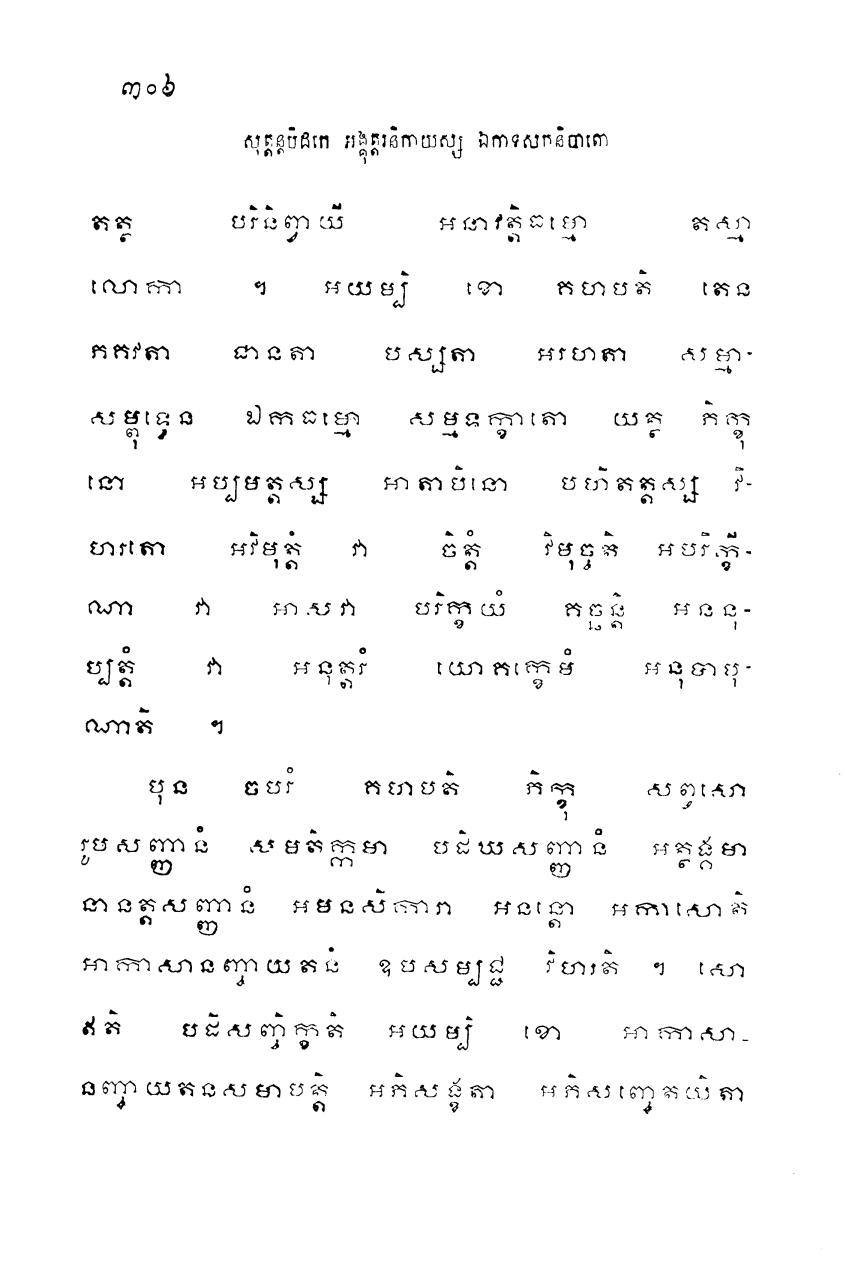 ៣០៦
សុត្តន្តបិដកេ អង្គុត្តរនិកាយស្ស ឯកាទសកនិបាតោ
តត្ថ បរិនិព្វាយី អនាវត្តិធម្មោ តស្មា
លោកា ។ អយម្បិ ខោ គហបតិ តេន
ភគវតា ជានតា បស្សតា អរហតា សម្មា-
សម្ពុទ្ធេន ឯកធម្មោ សម្មទក្ខាតោ យត្ថ ភិក្ខុ
នោ អប្បមត្តស្ស អាតាបិនោ បហិតត្តស្ស វិ-
ហរតោ អវិមុត្តំ វា ចិត្តំ វិមុច្ចតិ អបរិក្ខី-
ណា វា អាសវា បរិក្ខយំ គច្ឆន្តិ អននុ-
ប្បត្តំ វា អនុត្តរំ យោគក្ខេមំ អនុបាបុ-
ណាតិ ។
បុន ចបរំ គហបតិ ភិក្ខុ សព្វសោ
រូបសញ្ញានំ សមតិក្កមា បដិឃសញ្ញានំ អត្ថង្គមា
នានត្តសញ្ញានំ អមនសិការា អនន្តោ អកាសោតិ
អាកាសានញ្ចាយតនំ ឧបសម្បជ្ជ វិហរតិ ។ សោ
ឥតិ បដិសញ្ចិក្ខតិ អយម្បិ ខោ អាកាសា-
នញ្ចាយតនសមាបត្តិ អភិសង្ខតា អភិសញ្ចេតយិតា